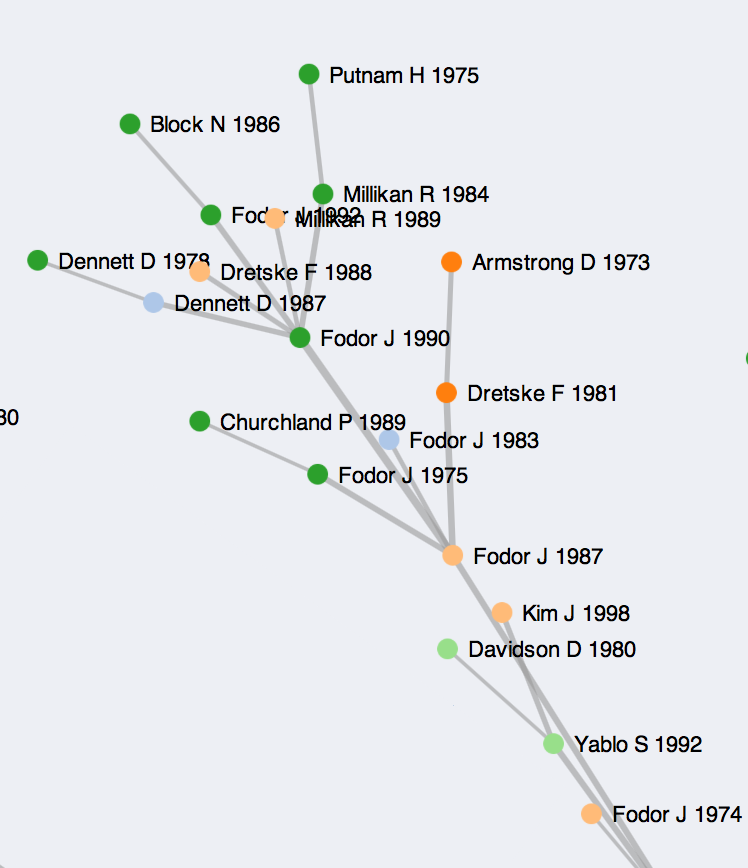 Putnam H 1975
Block N 1986
Millikan R 1984
Fodor J 1992
Millikan R 1989
Dennett D 1978
Armstrong D 1973
Dretske F 1988
Dennett D 1987
Fodor J 1990
Dretske F 1981
80
Churchland P 1989
Fodor J 1983
Fodor J 1975
Fodor J 1987
Kim J 1998
Davidson D 1980
Yablo S 1992
Fodor J 1974